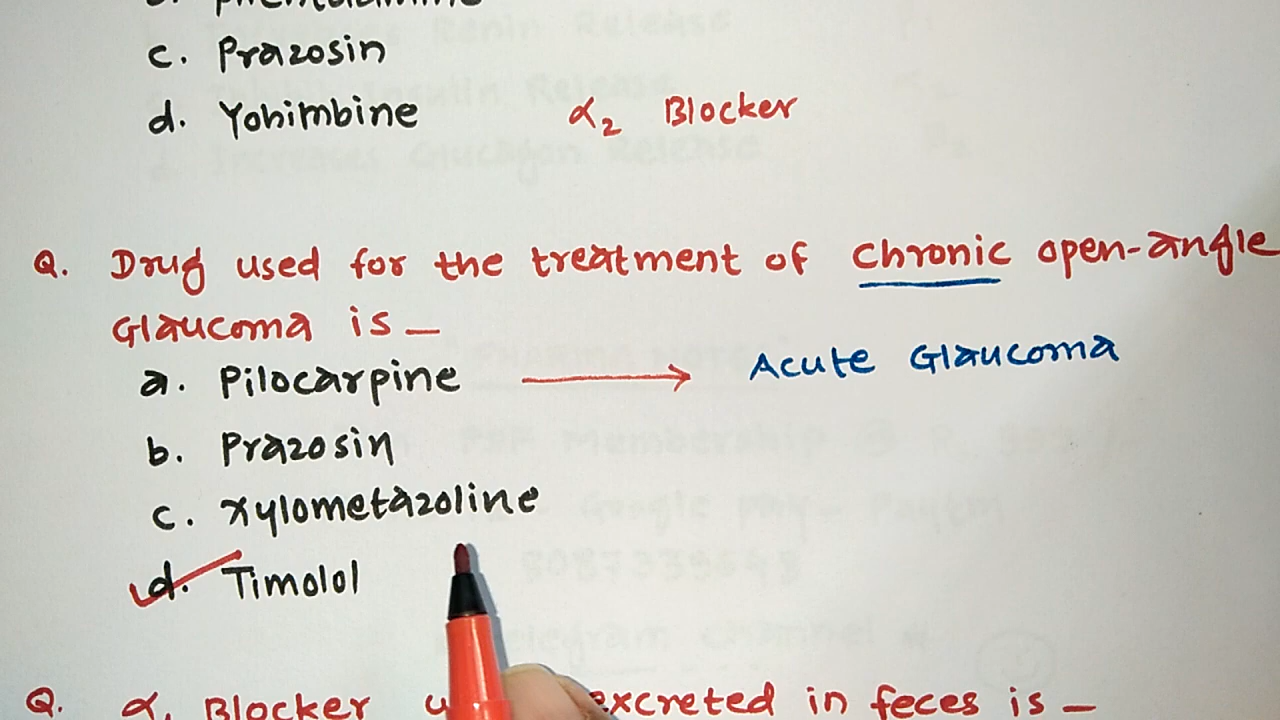 c. Prazosin
d. Yohimbine α₂ Blocker
Q. Drug used for the treatment of chronic open-angle
Glaucoma is –
a. Pilocarpine → Acute Glaucoma
b. Prazosin
c. Xylometazoline
d. Timolol
Q. α, Blocker excreted in feces is –